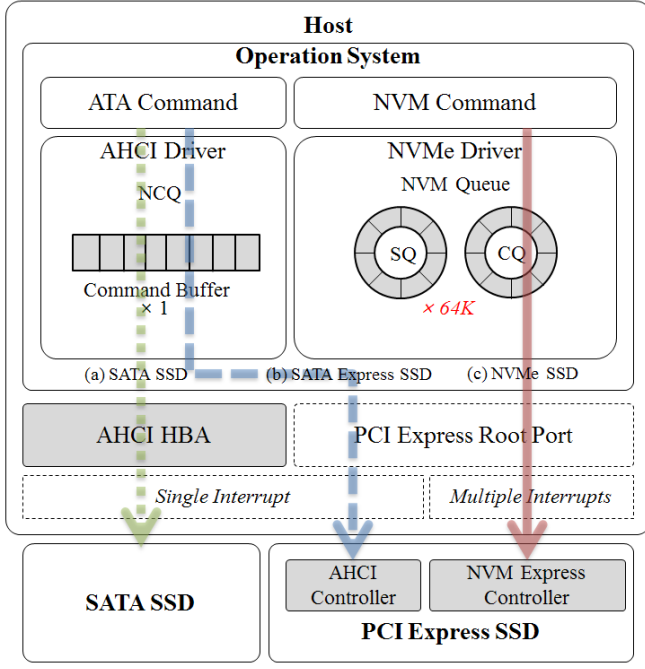 Host
Operation System
ATA Command
NVM Command
AHCI Driver
NVMe Driver
NCQ
NVM Queue
SQ
CQ
Command Buffer
× 1
× 64K
(a) SATA SSD
(b) SATA Express SSD
(c) NVMe SSD
AHCI HBA
PCI Express Root Port
Single Interrupt
Multiple Interrupts
SATA SSD
AHCI
Controller
NVM Express
Controller
PCI Express SSD